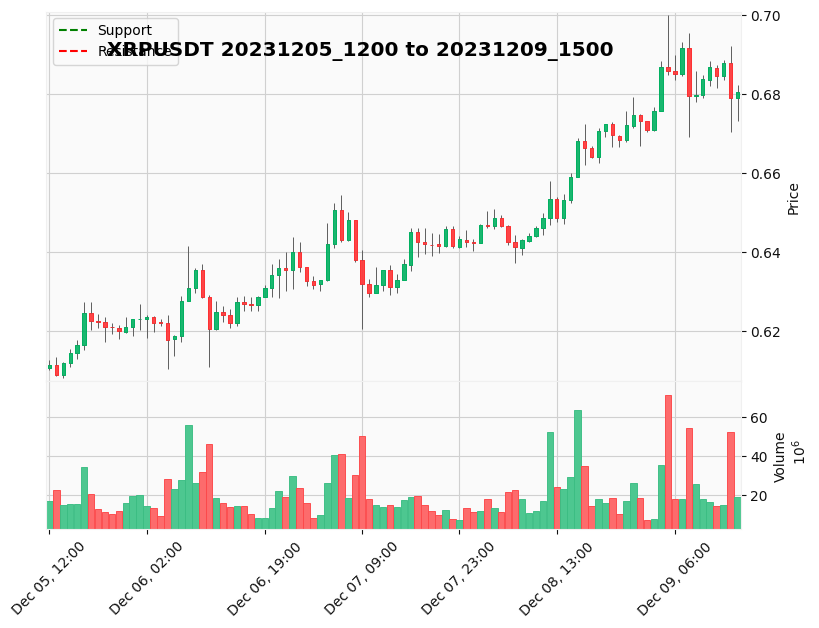 Support
Resistance
XRPUSDT 20231205_1200 to 20231209_1500
0.70
0.68
0.66
0.64
0.62
Price
60
40
20
Volume
10^6
Dec 05, 12:00
Dec 06, 02:00
Dec 06, 19:00
Dec 07, 09:00
Dec 07, 23:00
Dec 08, 13:00
Dec 09, 06:00